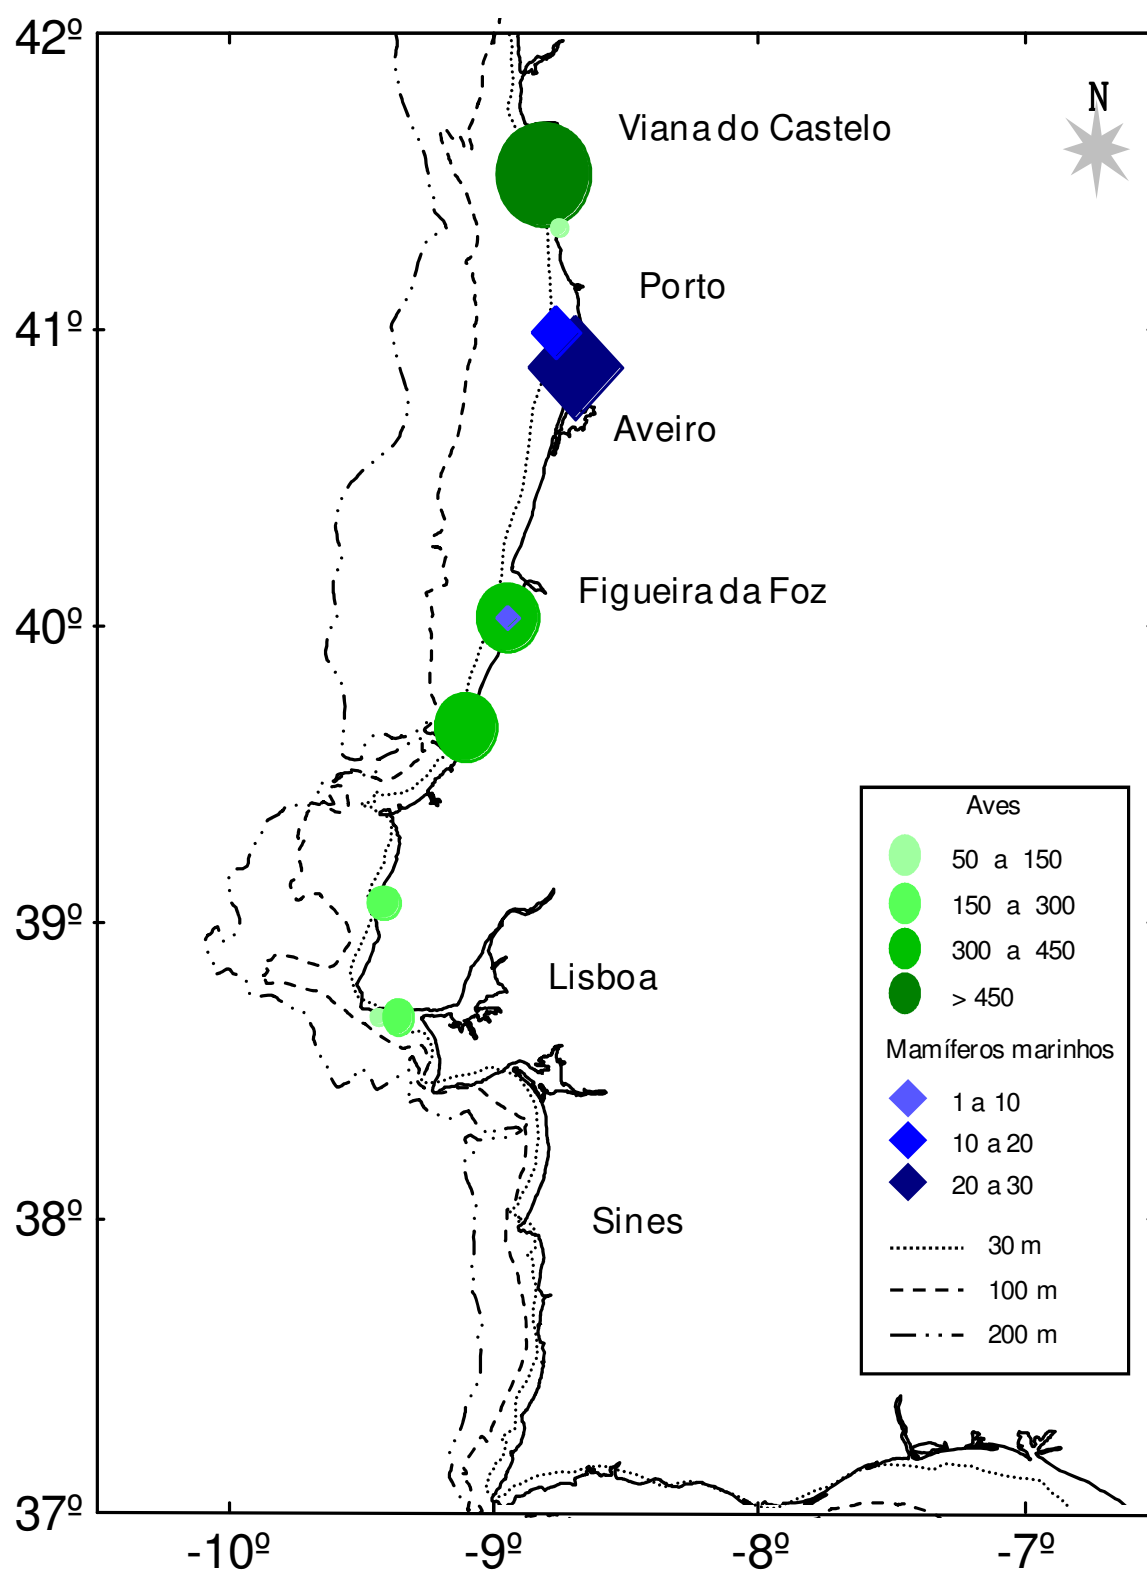 42º
N
Viana do Castelo
Porto
41º
Aveiro
Figueira da Foz
40º
Aves
50 a 150
150 a 300
39º
300 a 450
Lisboa
> 450
Mamíferos marinhos
1 a 10
10 a 20
20 a 30
38º
Sines
30 m
100 m
200 m
37º
-10º -9º -8º -7º